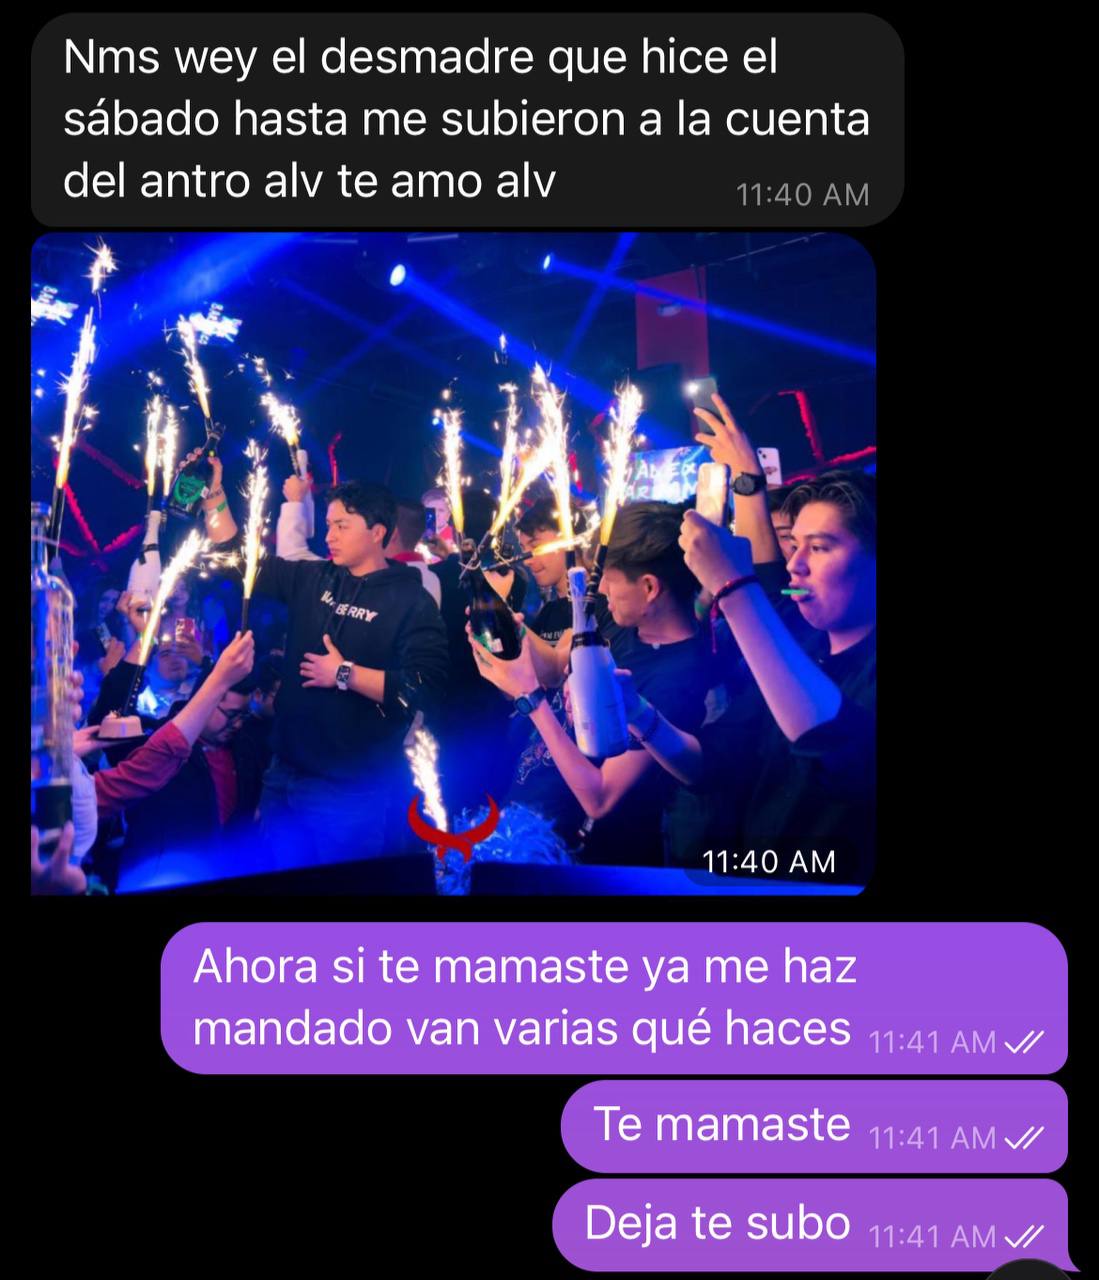 Nms wey el desmadre que hice el
sábado hasta me subieron a la cuenta
del antro alv te amo alv
11:40 AM
11:40 AM
Ahora si te mamaste ya me haz
mandado van varias qué haces
11:41 AM
Te mamaste
11:41 AM
Deja te subo
11:41 AM